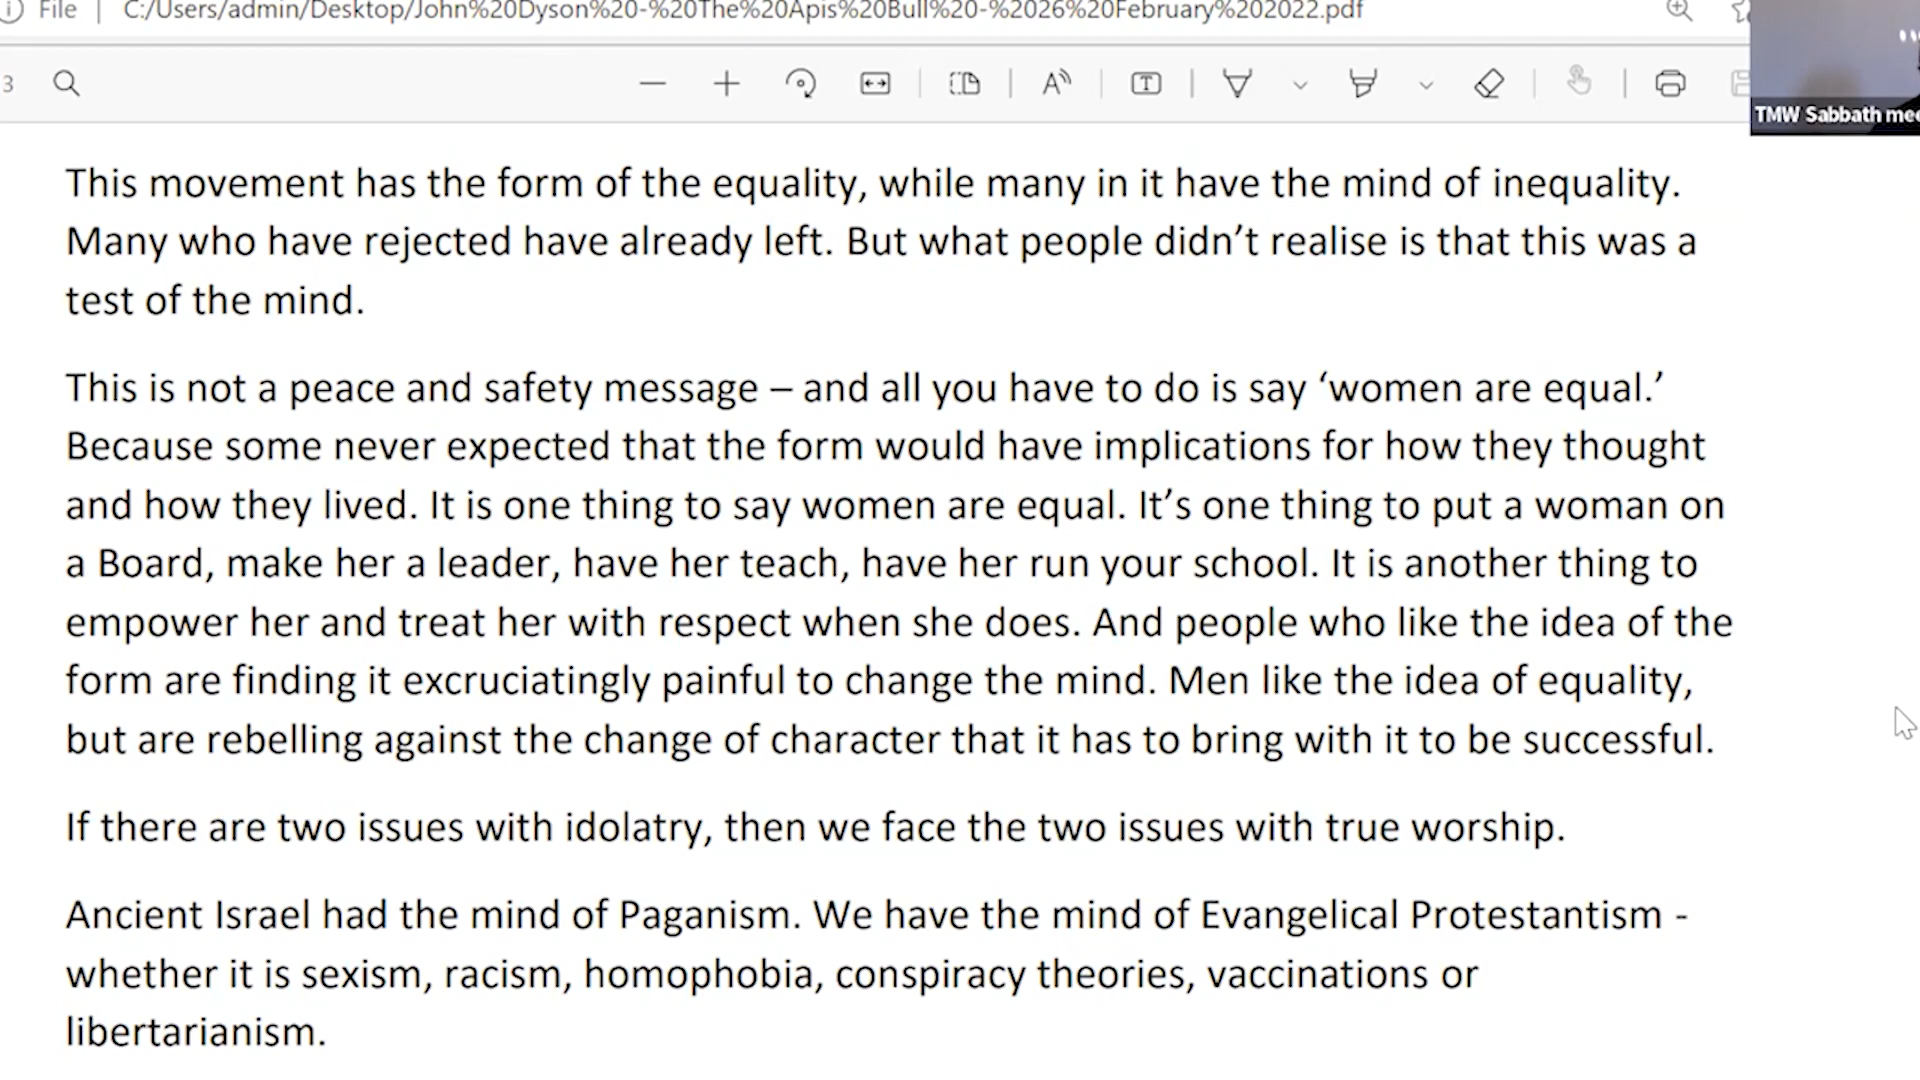 File | C:/Users/admin/Desktop/John%20Dyson%20-%20The%20Apis%20Bull%20-%2026%20February%202022.pdf
3
TMW Sabbath mee
This movement has the form of the equality, while many in it have the mind of inequality.
Many who have rejected have already left. But what people didn’t realise is that this was a
test of the mind.
This is not a peace and safety message – and all you have to do is say ‘women are equal.’
Because some never expected that the form would have implications for how they thought
and how they lived. It is one thing to say women are equal. It’s one thing to put a woman on
a Board, make her a leader, have her teach, have her run your school. It is another thing to
empower her and treat her with respect when she does. And people who like the idea of the
form are finding it excruciatingly painful to change the mind. Men like the idea of equality,
but are rebelling against the change of character that it has to bring with it to be successful.
If there are two issues with idolatry, then we face the two issues with true worship.
Ancient Israel had the mind of Paganism. We have the mind of Evangelical Protestantism -
whether it is sexism, racism, homophobia, conspiracy theories, vaccinations or
libertarianism.